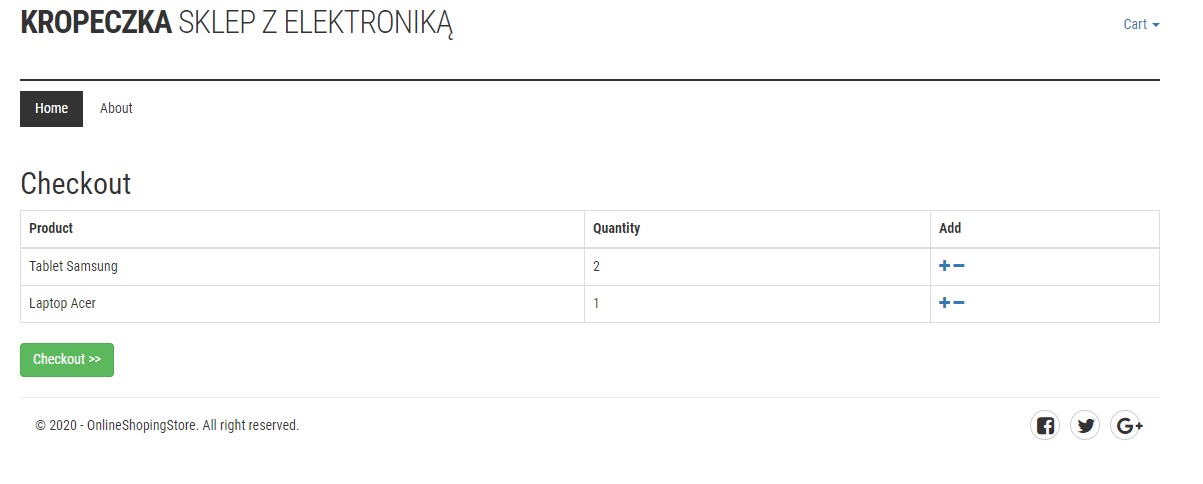 KROPECZKA SKLEP Z ELEKTRONIKĄ
Cart
Home About
Checkout
Product Quantity Add
Tablet Samsung 2
Laptop Acer 1
Checkout >>
© 2020 - OnlineShopingStore. All right reserved.
G+